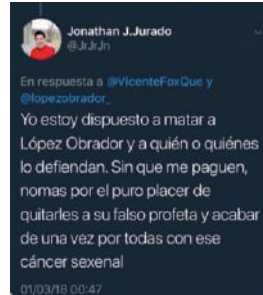 Jonathan J.Jurado
@JrJrJn
En respuesta a @VicenteFoxQue y
@lopezobrador_
Yo estoy dispuesto a matar a
López Obrador y a quién o quiénes
lo defiendan. Sin que me paguen,
nomas por el puro placer de
quitarles a su falso profeta y acabar
de una vez por todas con ese
cáncer sexenal
01/03/18 00:47